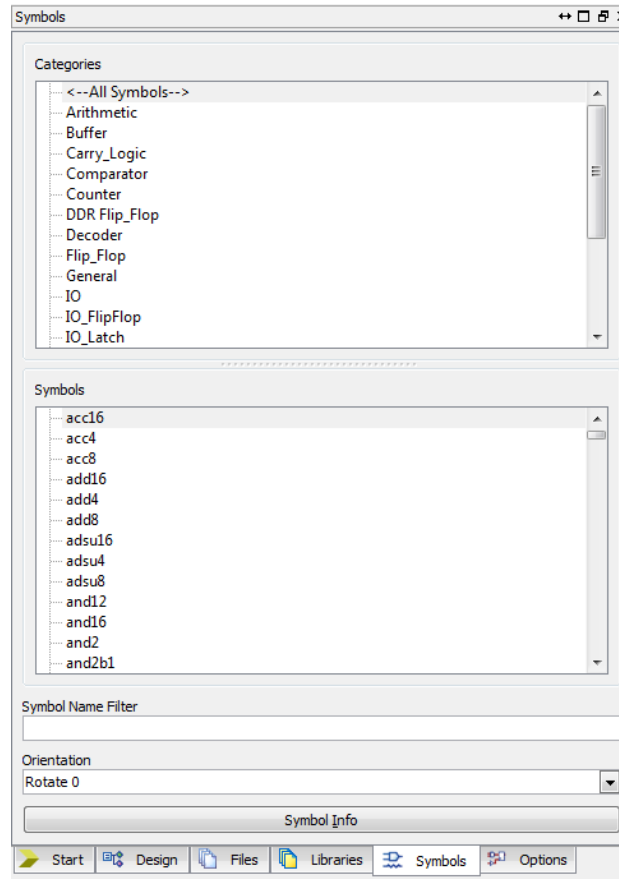 Symbols
Categories
<--All Symbols-->
Arithmetic
Buffer
Carry_Logic
Comparator
Counter
DDR Flip_Flop
Decoder
Flip_Flop
General
IO
IO_FlipFlop
IO_Latch
Symbols
acc16
acc4
acc8
add16
add4
add8
adsu16
adsu4
adsu8
and12
and16
and2
and2b1
Symbol Name Filter
Orientation
Rotate 0
Symbol Info
Start Design Files Libraries Symbols Options